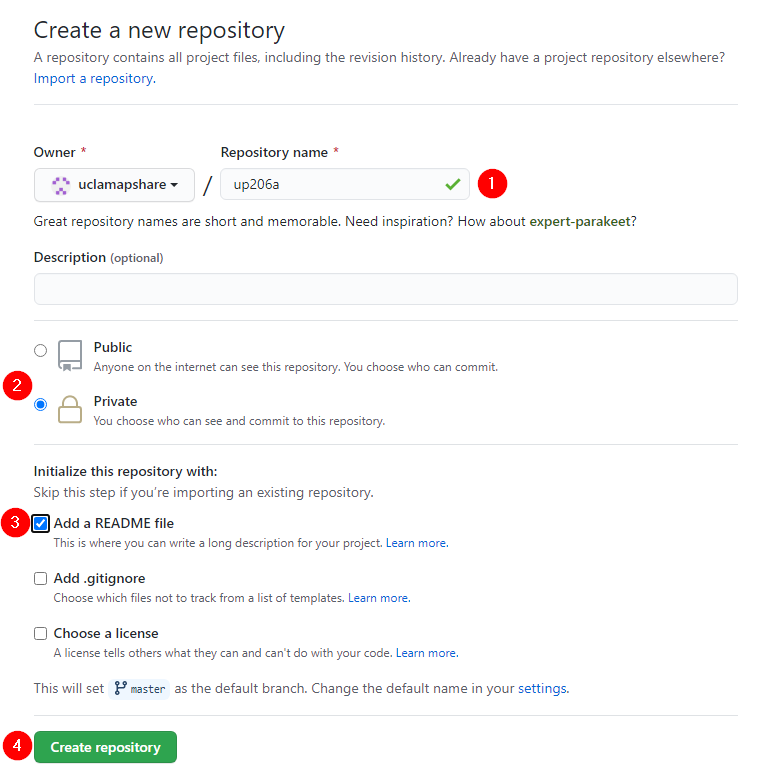 Create a new repository
A repository contains all project files, including the revision history. Already have a project repository elsewhere?
Import a repository.
Owner *
Repository name *
uclamapshare
/
up206a
1
Great repository names are short and memorable. Need inspiration? How about expert-parakeet?
Description (optional)
Public
Anyone on the internet can see this repository. You choose who can commit.
2
Private
You choose who can see and commit to this repository.
Initialize this repository with:
Skip this step if you're importing an existing repository.
3
Add a README file
This is where you can write a long description for your project. Learn more.
Add .gitignore
Choose which files not to track from a list of templates. Learn more.
Choose a license
A license tells others what they can and can't do with your code. Learn more.
This will set master as the default branch. Change the default name in your settings.
4
Create repository